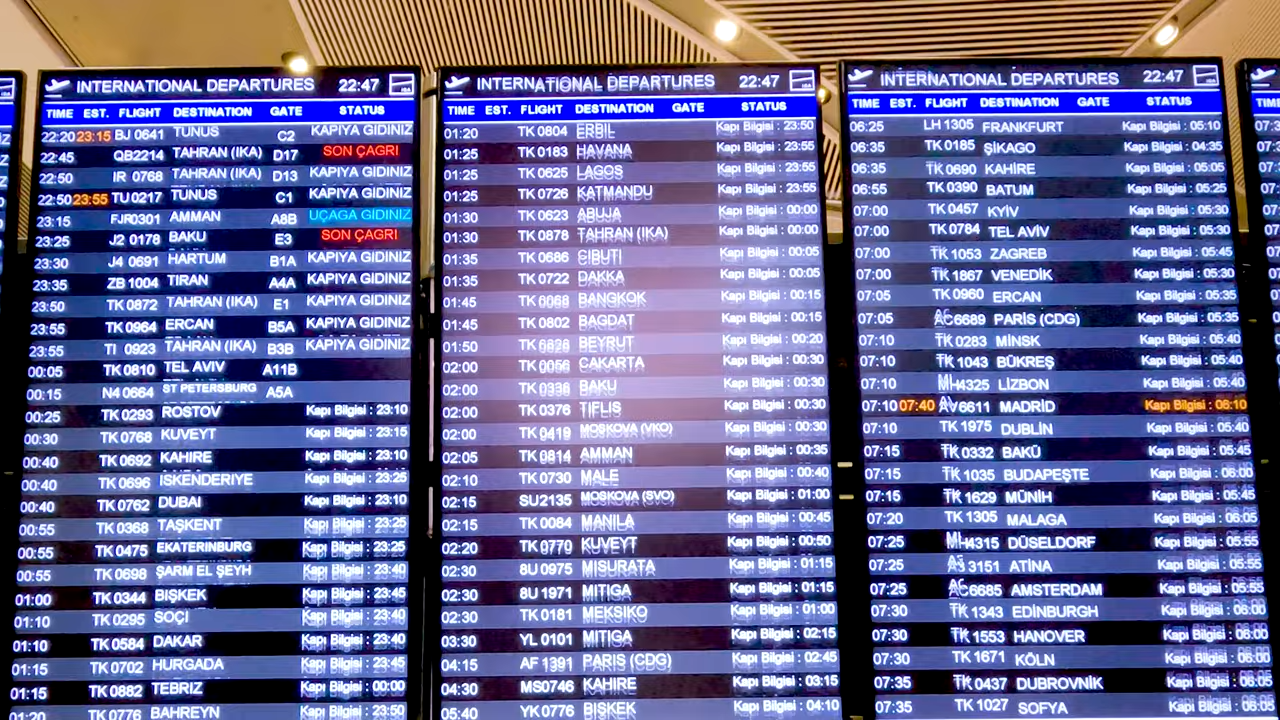 INTERNATIONAL DEPARTURES 22:47
TIME EST. FLIGHT DESTINATION GATE STATUS
22:20 23:15 BJ 0641 TUNUS C2 KAPIYA GIDINIZ
22:45 QB2214 TAHRAN (IKA) D17 SON ÇAGRI
22:50 IR 0768 TAHRAN (IKA) D13 KAPIYA GIDINIZ
22:50 23:55 TU 0217 TUNUS C1 KAPIYA GIDINIZ
23:15 FJR0301 AMMAN A8B UÇAGA GIDINIZ
23:25 J2 0178 BAKU E3 SON ÇAGRI
23:30 J4 0691 HARTUM B1A KAPIYA GIDINIZ
23:35 ZB 1004 TIRAN A4A KAPIYA GIDINIZ
23:50 TK 0872 TAHRAN (IKA) E1 KAPIYA GIDINIZ
23:55 TK 0964 ERCAN B5A KAPIYA GIDINIZ
23:55 TI 0923 TAHRAN (IKA) B3B KAPIYA GIDINIZ
00:05 TK 0810 TEL AVIV A11B
00:15 N4 0664 ST PETERSBURG A5A
00:25 TK 0293 ROSTOV Kapı Bilgisi : 23:10
00:30 TK 0768 KUVEYT Kapı Bilgisi : 23:15
00:40 TK 0692 KAHIRE Kapı Bilgisi : 23:10
00:40 TK 0696 ISKENDERIYE Kapı Bilgisi : 23:25
00:40 TK 0762 DUBAI Kapı Bilgisi : 23:10
00:55 TK 0368 TAŞKENT Kapı Bilgisi : 23:25
00:55 TK 0475 EKATERINBURG Kapı Bilgisi : 23:25
00:55 TK 0698 ŞARM EL ŞEYH Kapı Bilgisi : 23:40
01:00 TK 0344 BIŞKEK Kapı Bilgisi : 23:45
01:10 TK 0295 SOÇI Kapı Bilgisi : 23:40
01:10 TK 0584 DAKAR Kapı Bilgisi : 23:40
01:15 TK 0702 HURGADA Kapı Bilgisi : 23:45
01:15 TK 0882 TEBRIZ Kapı Bilgisi : 00:00
01:20 TK 0776 BAHREYN Kapı Bilgisi : 23:50
INTERNATIONAL DEPARTURES 22:47
TIME EST. FLIGHT DESTINATION GATE STATUS
01:20 TK 0804 ERBIL Kapı Bilgisi : 23:50
01:25 TK 0183 HAVANA Kapı Bilgisi : 23:55
01:25 TK 0625 LAGOS Kapı Bilgisi : 23:55
01:25 TK 0726 KATMANDU Kapı Bilgisi : 23:55
01:30 TK 0623 ABUJA Kapı Bilgisi : 00:00
01:30 TK 0878 TAHRAN (IKA) Kapı Bilgisi : 00:00
01:35 TK 0686 CIBUTI Kapı Bilgisi : 00:05
01:35 TK 0722 DAKKA Kapı Bilgisi : 00:05
01:45 TK 0068 BANGKOK Kapı Bilgisi : 00:15
01:45 TK 0802 BAGDAT Kapı Bilgisi : 00:15
01:50 TK BEYRUT Kapı Bilgisi : 00:20
02:00 TK 0056 CAKARTA Kapı Bilgisi : 00:30
02:00 TK BAKU Kapı Bilgisi : 00:30
02:00 TK 0376 TIFLIS Kapı Bilgisi : 00:30
02:00 TK 0419 MOSKOVA (VKO) Kapı Bilgisi : 00:30
02:05 TK 0814 AMMAN Kapı Bilgisi : 00:35
02:10 TK 0730 MALE Kapı Bilgisi : 00:40
02:15 SU2135 MOSKOVA (SVO) Kapı Bilgisi : 01:00
02:15 TK 0084 MANILA Kapı Bilgisi : 00:45
02:20 TK KUVEYT Kapı Bilgisi : 00:50
02:30 8U 0975 MISURATA Kapı Bilgisi : 01:15
02:30 8U 1971 MITIGA Kapı Bilgisi : 01:15
02:30 TK 0181 MEKSIKO Kapı Bilgisi : 01:00
03:30 YL 0101 MITIGA Kapı Bilgisi : 02:15
04:15 AF 1391 PARIS (CDG) Kapı Bilgisi : 02:45
04:30 MS0746 KAHIRE Kapı Bilgisi : 03:15
05:40 YK 0776 BIŞKEK Kapı Bilgisi : 04:10
INTERNATIONAL DEPARTURES 22:47
TIME EST. FLIGHT DESTINATION GATE STATUS
06:25 LH 1305 FRANKFURT Kapı Bilgisi : 05:10
06:35 TK 0185 ŞİKAGO Kapı Bilgisi : 04:35
06:35 TK 0690 KAHİRE Kapı Bilgisi : 05:05
06:55 TK 0390 BATUM Kapı Bilgisi : 05:25
07:00 TK 0457 KYİV Kapı Bilgisi : 05:30
07:00 TK 0784 TEL AVİV Kapı Bilgisi : 05:30
07:00 TK 1053 ZAGREB Kapı Bilgisi : 05:45
07:00 TK 1867 VENEDİK Kapı Bilgisi : 05:30
07:05 TK 0960 ERCAN Kapı Bilgisi : 05:35
07:05 6689 PARİS (CDG) Kapı Bilgisi : 05:35
07:10 TK 0283 MİNSK Kapı Bilgisi : 05:40
07:10 TK 1043 BÜKREŞ Kapı Bilgisi : 05:40
07:10 4325 LİZBON Kapı Bilgisi : 05:40
07:10 07:40 6611 MADRİD Kapı Bilgisi : 06:10
07:10 TK 1975 DUBLİN Kapı Bilgisi : 05:40
07:15 TK 0332 BAKÜ Kapı Bilgisi : 05:45
07:15 TK 1035 BUDAPEŞTE Kapı Bilgisi : 06:00
07:15 TK 1629 MÜNİH Kapı Bilgisi : 05:45
07:20 TK 1305 MALAGA Kapı Bilgisi : 06:05
07:25 4315 DÜSSELDORF Kapı Bilgisi : 05:55
07:25 3151 ATİNA Kapı Bilgisi : 05:55
07:25 6685 AMSTERDAM Kapı Bilgisi : 05:55
07:30 TK 1343 EDİNBURGH Kapı Bilgisi : 06:00
07:30 TK 1553 HANOVER Kapı Bilgisi : 06:00
07:30 TK 1671 KÖLN Kapı Bilgisi : 06:00
07:35 TK 0437 DUBROVNİK Kapı Bilgisi : 06:05
07:35 TK 1027 SOFYA Kapı Bilgisi : 06:05